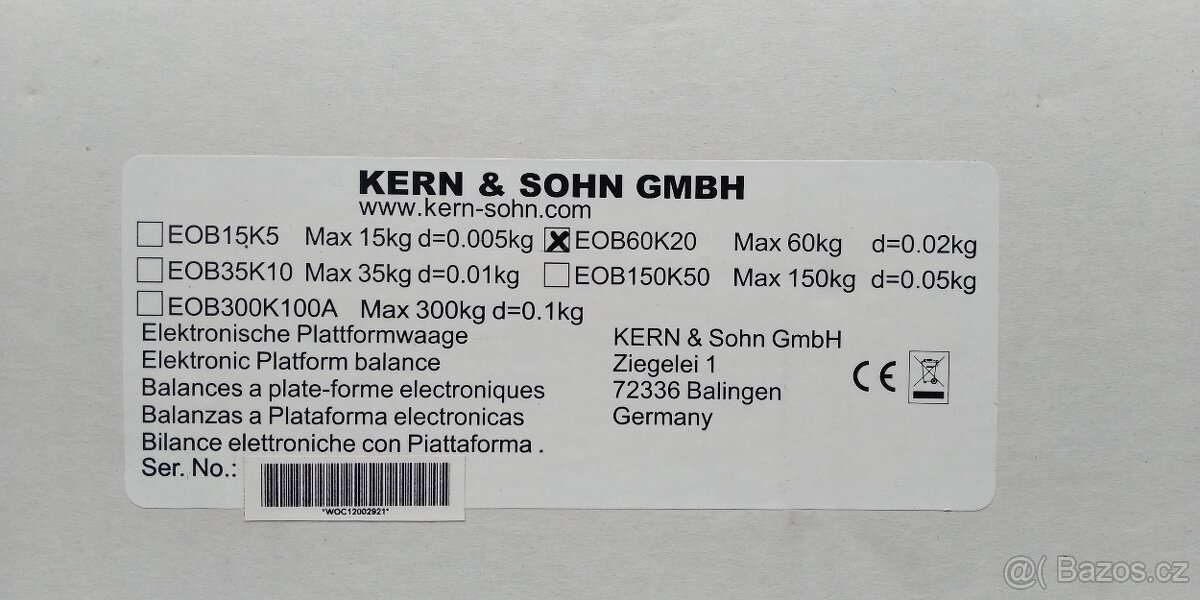 KERN & SOHN GMBH
www.kern-sohn.com
EOB15K5 Max 15kg d=0.005kg EOB60K20 Max 60kg d=0.02kg
EOB35K10 Max 35kg d=0.01kg EOB150K50 Max 150kg d=0.05kg
EOB300K100A Max 300kg d=0.1kg
Elektronische Plattformwaage
Elektronic Platform balance
Balances a plate-forme electroniques
Balanzas a Plataforma electronicas
Bilance elettroniche con Piattaforma .
Ser. No.:
*WOC12002921*
KERN & Sohn GmbH
Ziegelei 1
72336 Balingen
Germany
CE
@( Bazos.cz